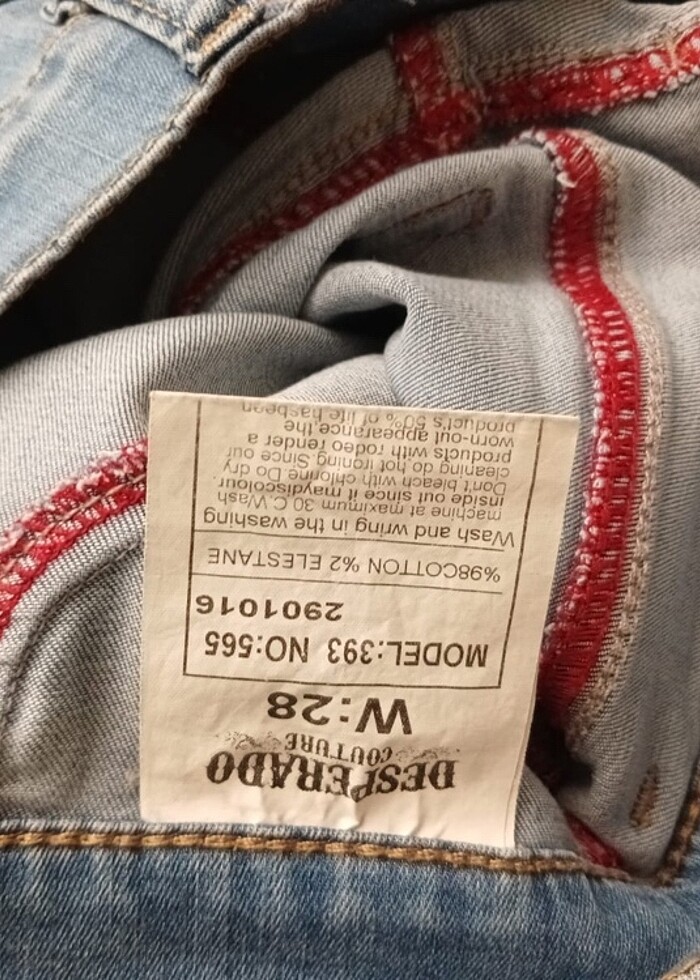 DESPERADO
COUTURE
W:28
MODEL:393 NO:565
2901016
%98COTTON %2 ELESTANE
Wash and wring in the washing
machine at maximum 30 C.Wash
inside out since it maydiscolour.
Don't bleach with chlorine.Do dry
cleaning do not ironing.Since our
products with rodeo render a
worn-out appearance,the
product's 50% of life hasbeen